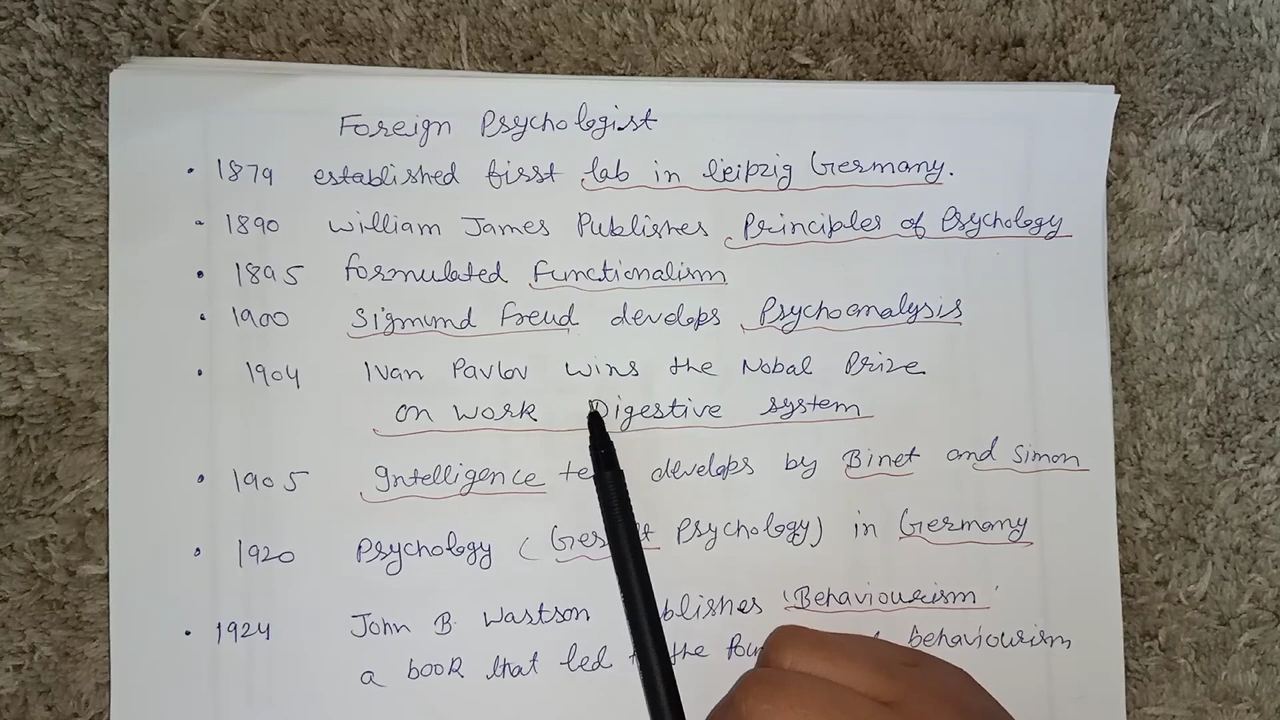 Foreign Psychologist
• 1879 established first lab in leipzig Germany.
• 1890 William James Publishes Principles of Psychology
• 1895 formulated Functionalism
• 1900 Sigmund Freud develops Psychoanalysis
• 1904 Ivan Pavlov wins the Nobal Prize
on work Digestive system
• 1905 Intelligence develops by Binet and Simon
• 1920 Psychology ( Psychology) in Germany
• 1924 John B. Wastson 'Behaviourism'
a book that led the behaviourism